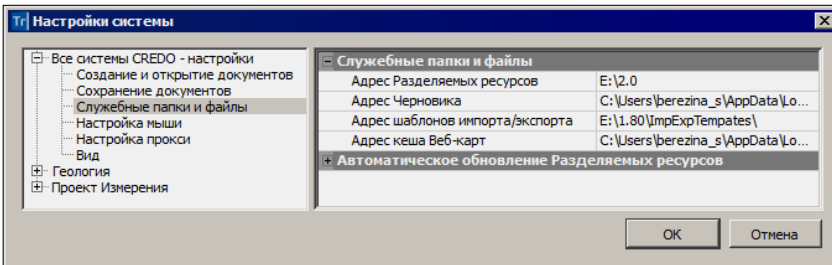 Tr Настройки системы
Все системы CREDO - настройки
Создание и открытие документов
Сохранение документов
Служебные папки и файлы
Настройка мыши
Настройка прокси
Вид
Геология
Проект Измерения
Служебные папки и файлы
Адрес Разделяемых ресурсов E:\2.0
Адрес Черновика C:\Users\berezina_s\AppData\Lo...
Адрес шаблонов импорта/экспорта E:\1.80\ImpExpTempates\
Адрес кеша Веб-карт C:\Users\berezina_s\AppData\Lo...
Автоматическое обновление Разделяемых ресурсов
ОК Отмена